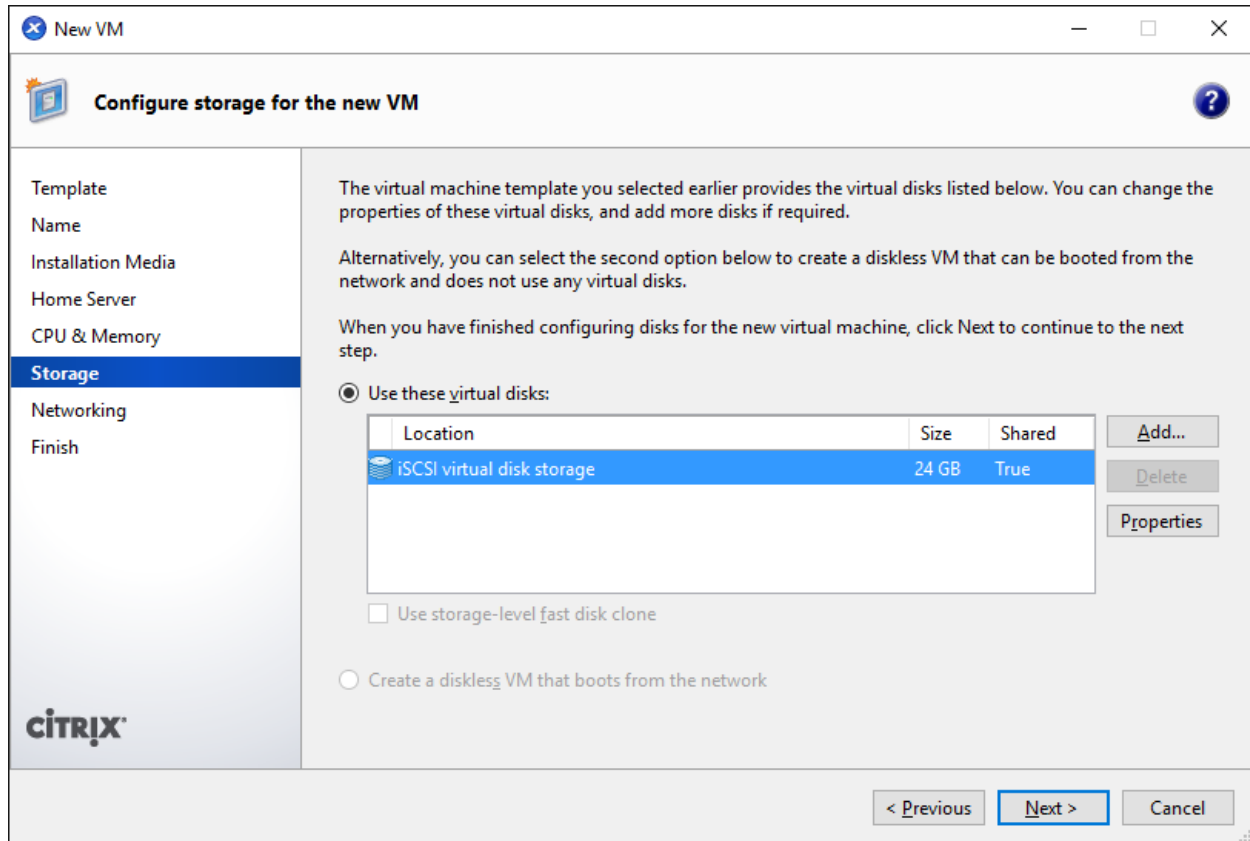 New VM
Configure storage for the new VM
?
Template
Name
Installation Media
Home Server
CPU & Memory
Storage
Networking
Finish
CİTRIX
The virtual machine template you selected earlier provides the virtual disks listed below. You can change the
properties of these virtual disks, and add more disks if required.
Alternatively, you can select the second option below to create a diskless VM that can be booted from the
network and does not use any virtual disks.
When you have finished configuring disks for the new virtual machine, click Next to continue to the next
step.
Use these virtual disks:
Location Size Shared
iSCSI virtual disk storage 24 GB True
Add...
Delete
Properties
Use storage-level fast disk clone
Create a diskless VM that boots from the network
< Previous Next > Cancel